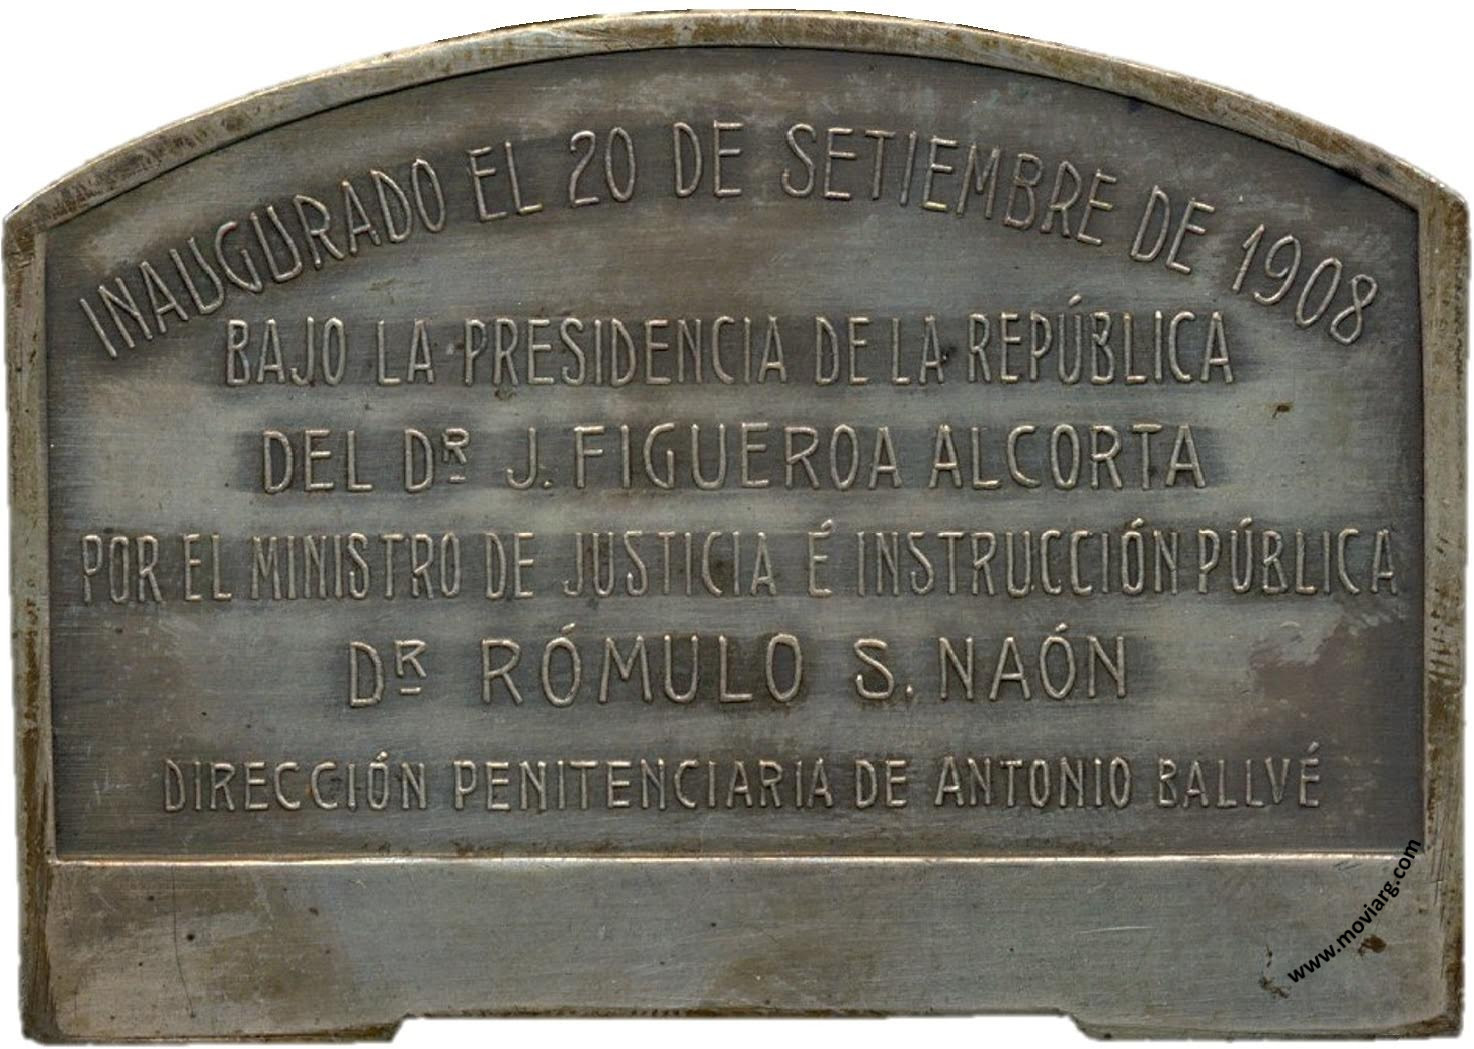 INAUGURADO EL 20 DE SETIEMBRE DE 1908
BAJO LA PRESIDENCIA DE LA REPÚBLICA
DEL DR J. FIGUEROA ALCORTA
POR EL MINISTRO DE JUSTICIA É INSTRUCCIÓN PÚBLICA
DR RÓMULO S. NAÓN
DIRECCIÓN PENITENCIARIA DE ANTONIO BALLVÉ
www.moviarg.com